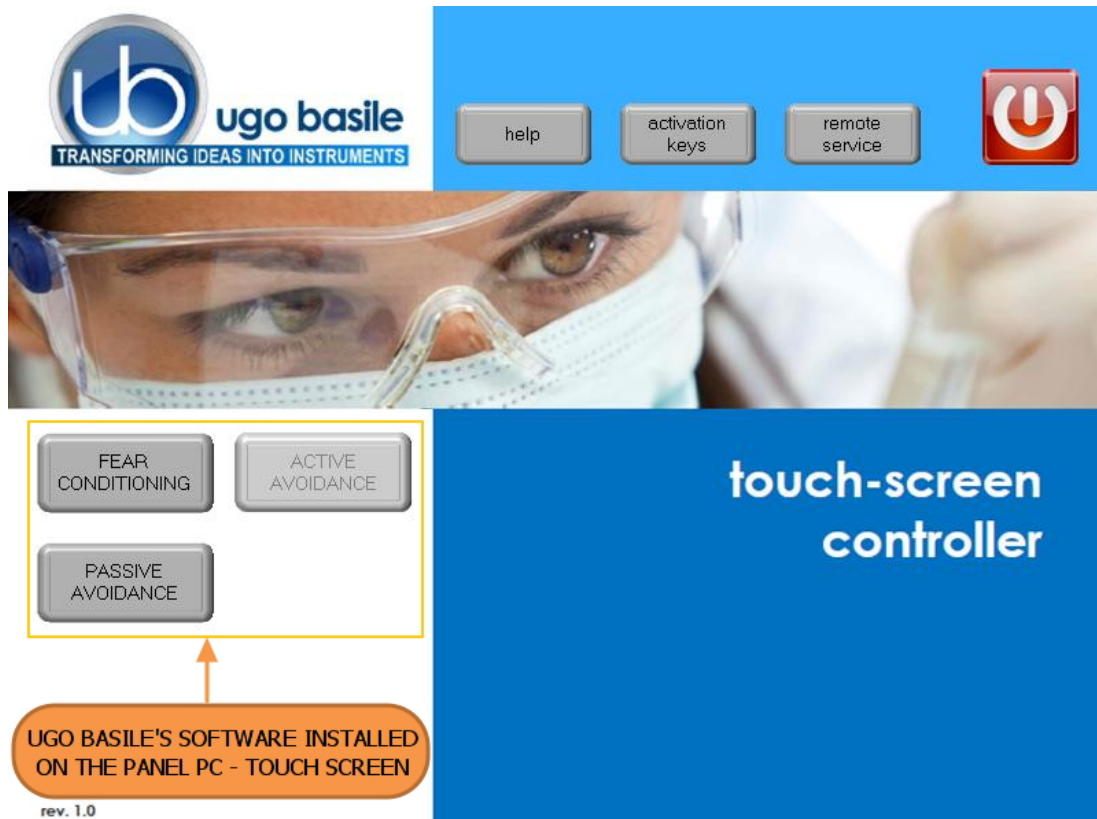 ub
ugo basile
TRANSFORMING IDEAS INTO INSTRUMENTS
help
activation
keys
remote
service
FEAR
CONDITIONING
ACTIVE
AVOIDANCE
PASSIVE
AVOIDANCE
touch-screen
controller
UGO BASILE'S SOFTWARE INSTALLED
ON THE PANEL PC - TOUCH SCREEN
rev. 1.0